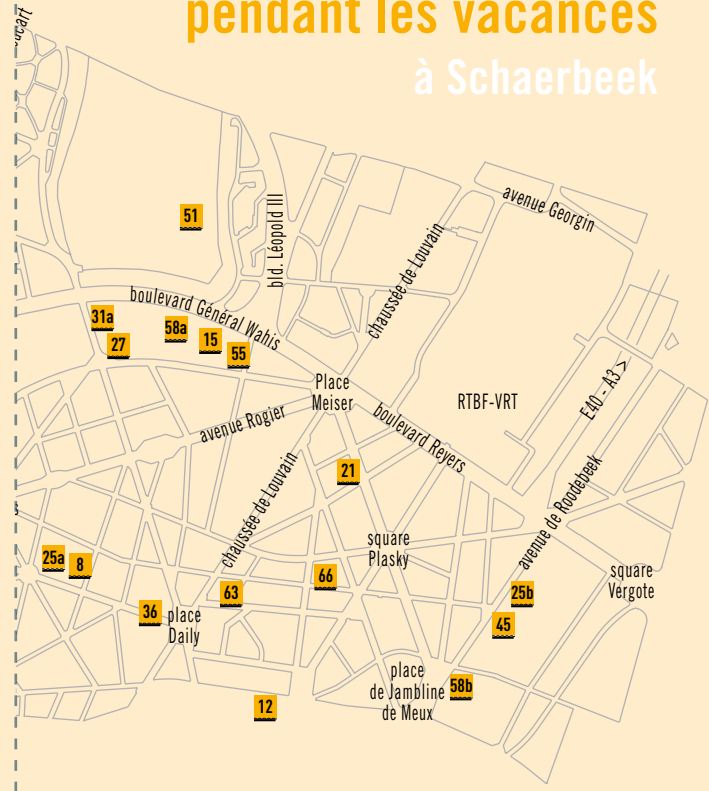 pendant les vacances
à Schaerbeek
51
bld. Léopold III
avenue Georgin
chaussée de Louvain
boulevard Général Wahis
31a
27
58a
15
55
Place
Meiser
RTBF-VRT
E40 - A3 >
avenue Rogier
boulevard Reyers
21
chaussée de Louvain
avenue de Roodebeek
square
Plasky
25a
8
66
63
square
Vergote
25b
36
place
Daily
45
place
de Jambline
de Meux
58b
12